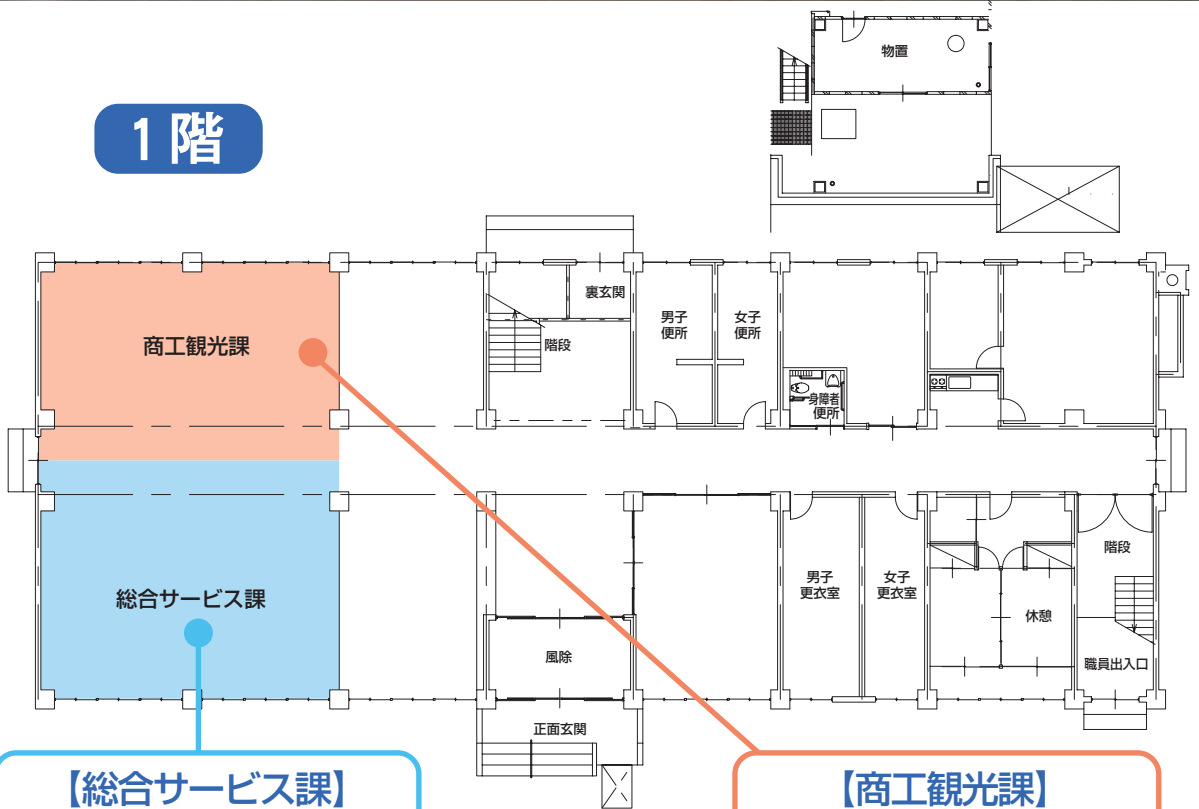 物置
1階
裏玄関
男子
便所
女子
便所
商工観光課
階段
身障者
便所
階段
総合サービス課
男子
更衣室
女子
更衣室
休憩
風除
職員出入口
正面玄関
【総合サービス課】
【商工観光課】